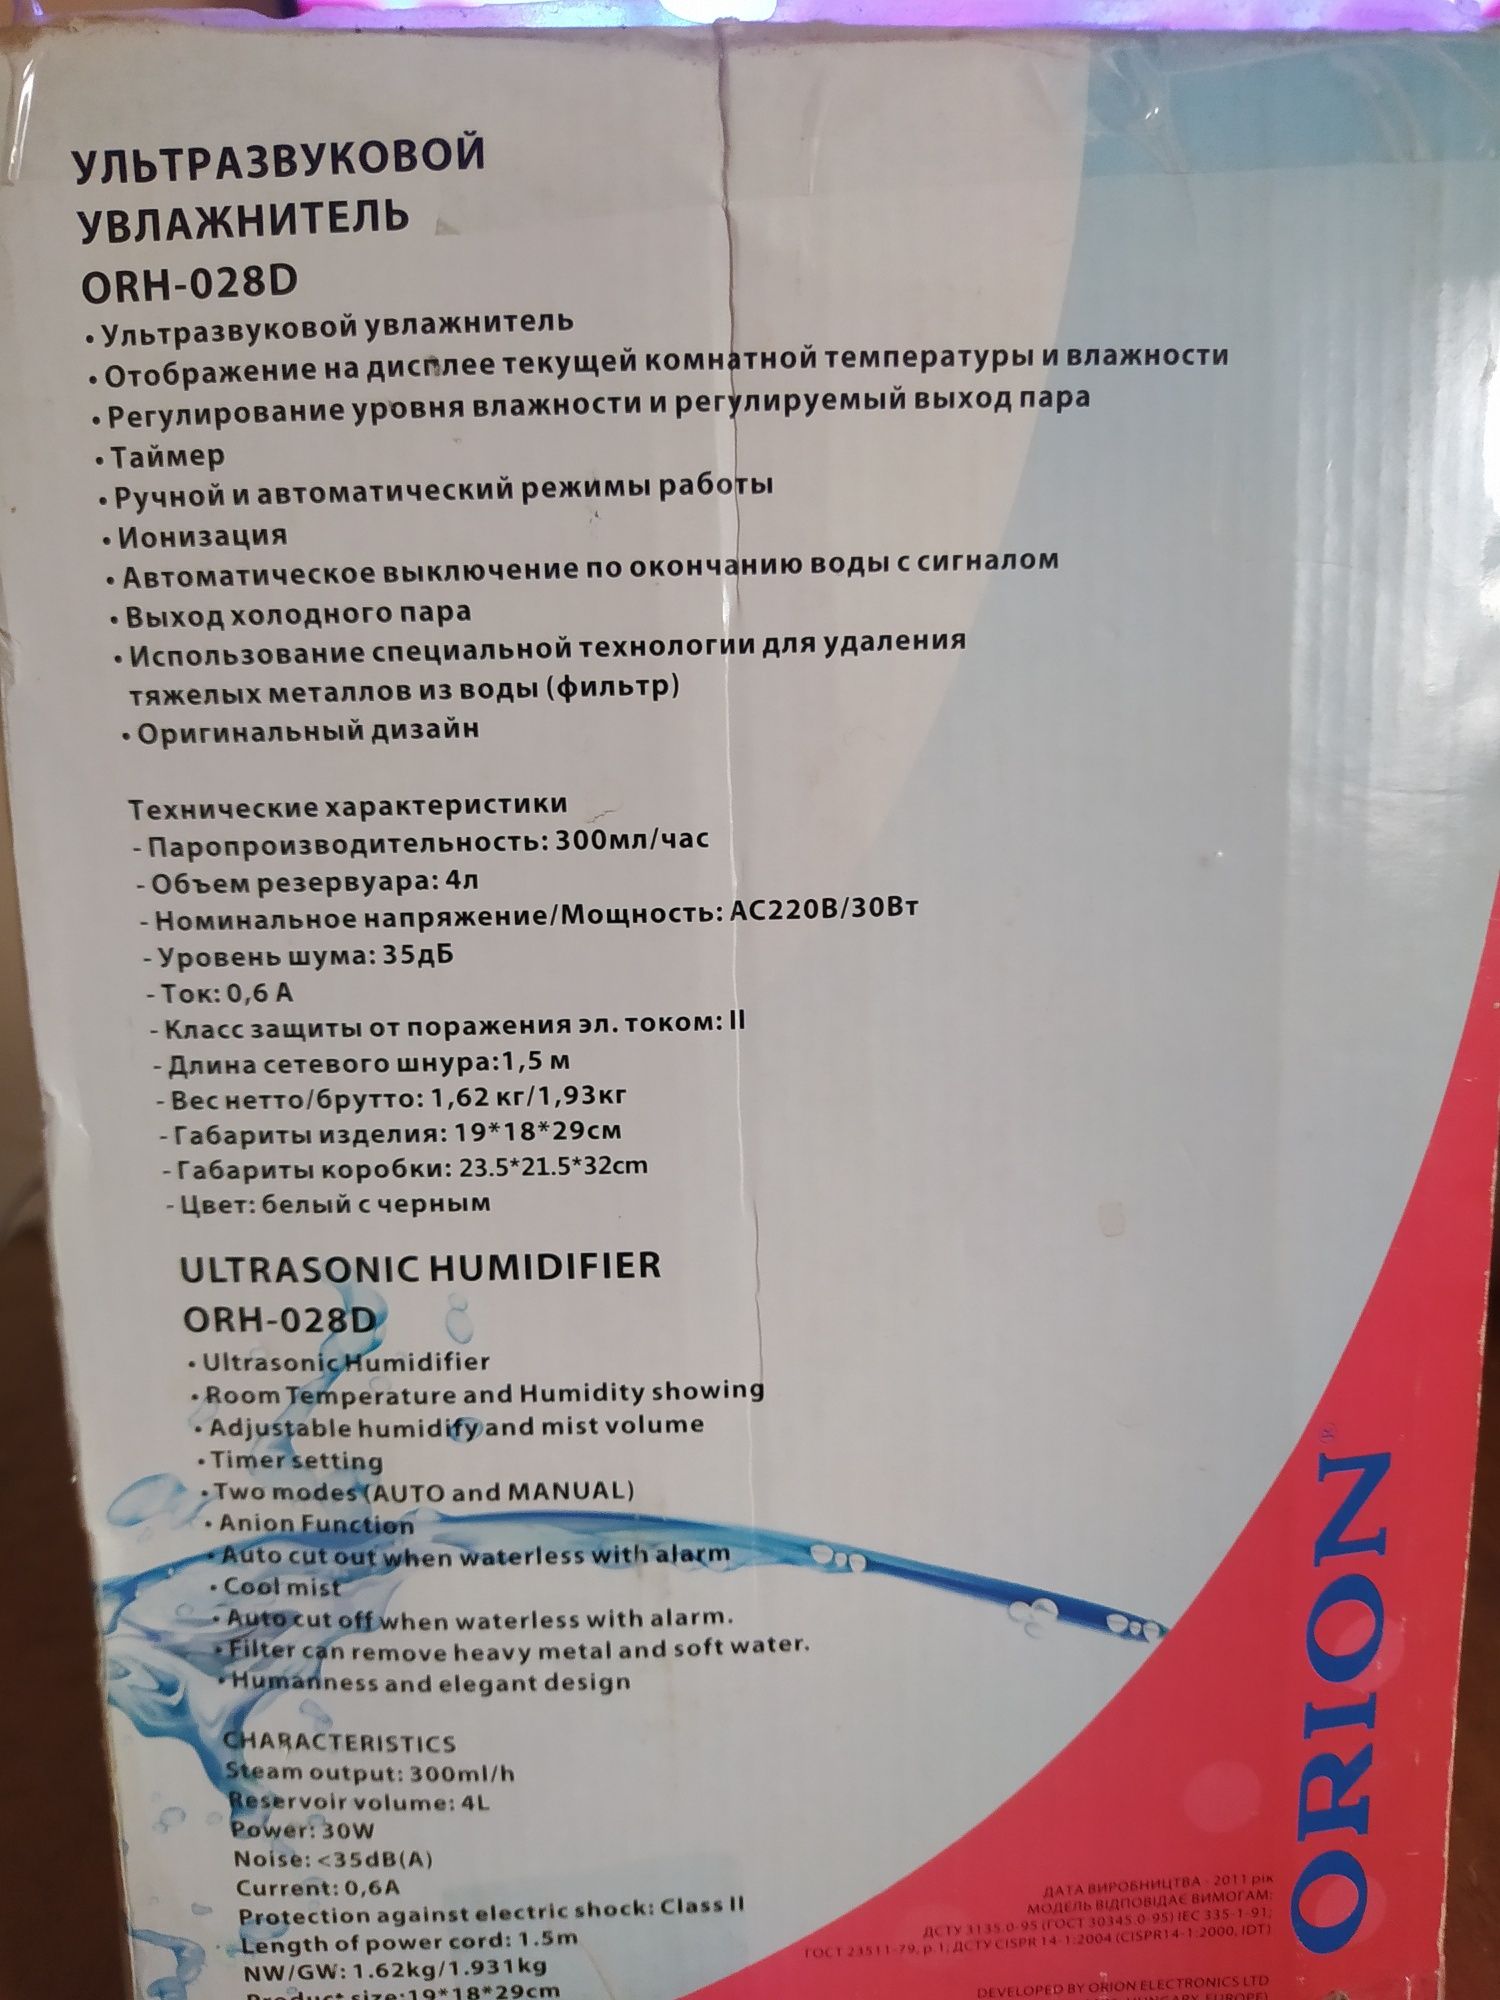 УЛЬТРАЗВУКОВОЙ
УВЛАЖНИТЕЛЬ
ORH-028D
• Ультразвуковой увлажнитель
• Отображение на дисплее текущей комнатной температуры и влажности
• Регулирование уровня влажности и регулируемый выход пара
• Таймер
• Ручной и автоматический режимы работы
• Ионизация
• Автоматическое выключение по окончанию воды с сигналом
• Выход холодного пара
• Использование специальной технологии для удаления
тяжелых металлов из воды (фильтр)
• Оригинальный дизайн
Технические характеристики
- Паропроизводительность: 300мл/час
- Объем резервуара: 4л
- Номинальное напряжение/Мощность: АС220В/30Вт
- Уровень шума: 35дБ
- Ток: 0,6 А
- Класс защиты от поражения эл. током: II
- Длина сетевого шнура:1,5 м
- Вес нетто/брутто: 1,62 кг/1,93кг
- Габариты изделия: 19*18*29см
- Габариты коробки: 23.5*21.5*32cm
- Цвет: белый с черным
ULTRASONIC HUMIDIFIER
ORH-028D
• Ultrasonic Humidifier
• Room Temperature and Humidity showing
• Adjustable humidify and mist volume
• Timer setting
• Two modes (AUTO and MANUAL)
• Anion Function
• Auto cut out when waterless with alarm
• Cool mist
• Auto cut off when waterless with alarm.
• Filter can remove heavy metal and soft water.
• Humanness and elegant design
CHARACTERISTICS
Steam output: 300ml/h
Reservoir volume: 4L
Power: 30W
Noise: <35dB(A)
Current: 0,6A
Protection against electric shock: Class II
Length of power cord: 1.5m
NW/GW: 1.62kg/1.931kg
Product size:19*18*29cm
ORION®
ДАТА ВИРОБНИЦТВА - 2011 рік
МОДЕЛЬ ВІДПОВІДАЄ ВИМОГАМ:
ДСТУ 3135.0-95 (ГОСТ 30345.0-95) IEC 335-1-91;
ГОСТ 23511-79, р.1; ДСТУ CISPR 14-1:2004 (CISPR14-1:2000, IDT)
DEVELOPED BY ORION ELECTRONICS LTD
HUNGARY, EUROPE)